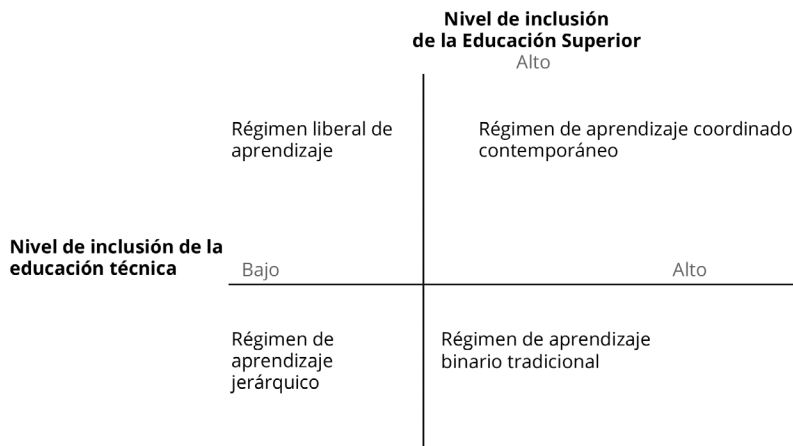 Nivel de inclusión
de la Educación Superior
Alto
Régimen liberal de
aprendizaje
Régimen de aprendizaje coordinado
contemporáneo
Nivel de inclusión de la
educación técnica
Bajo
Alto
Régimen de
aprendizaje
jerárquico
Régimen de aprendizaje
binario tradicional